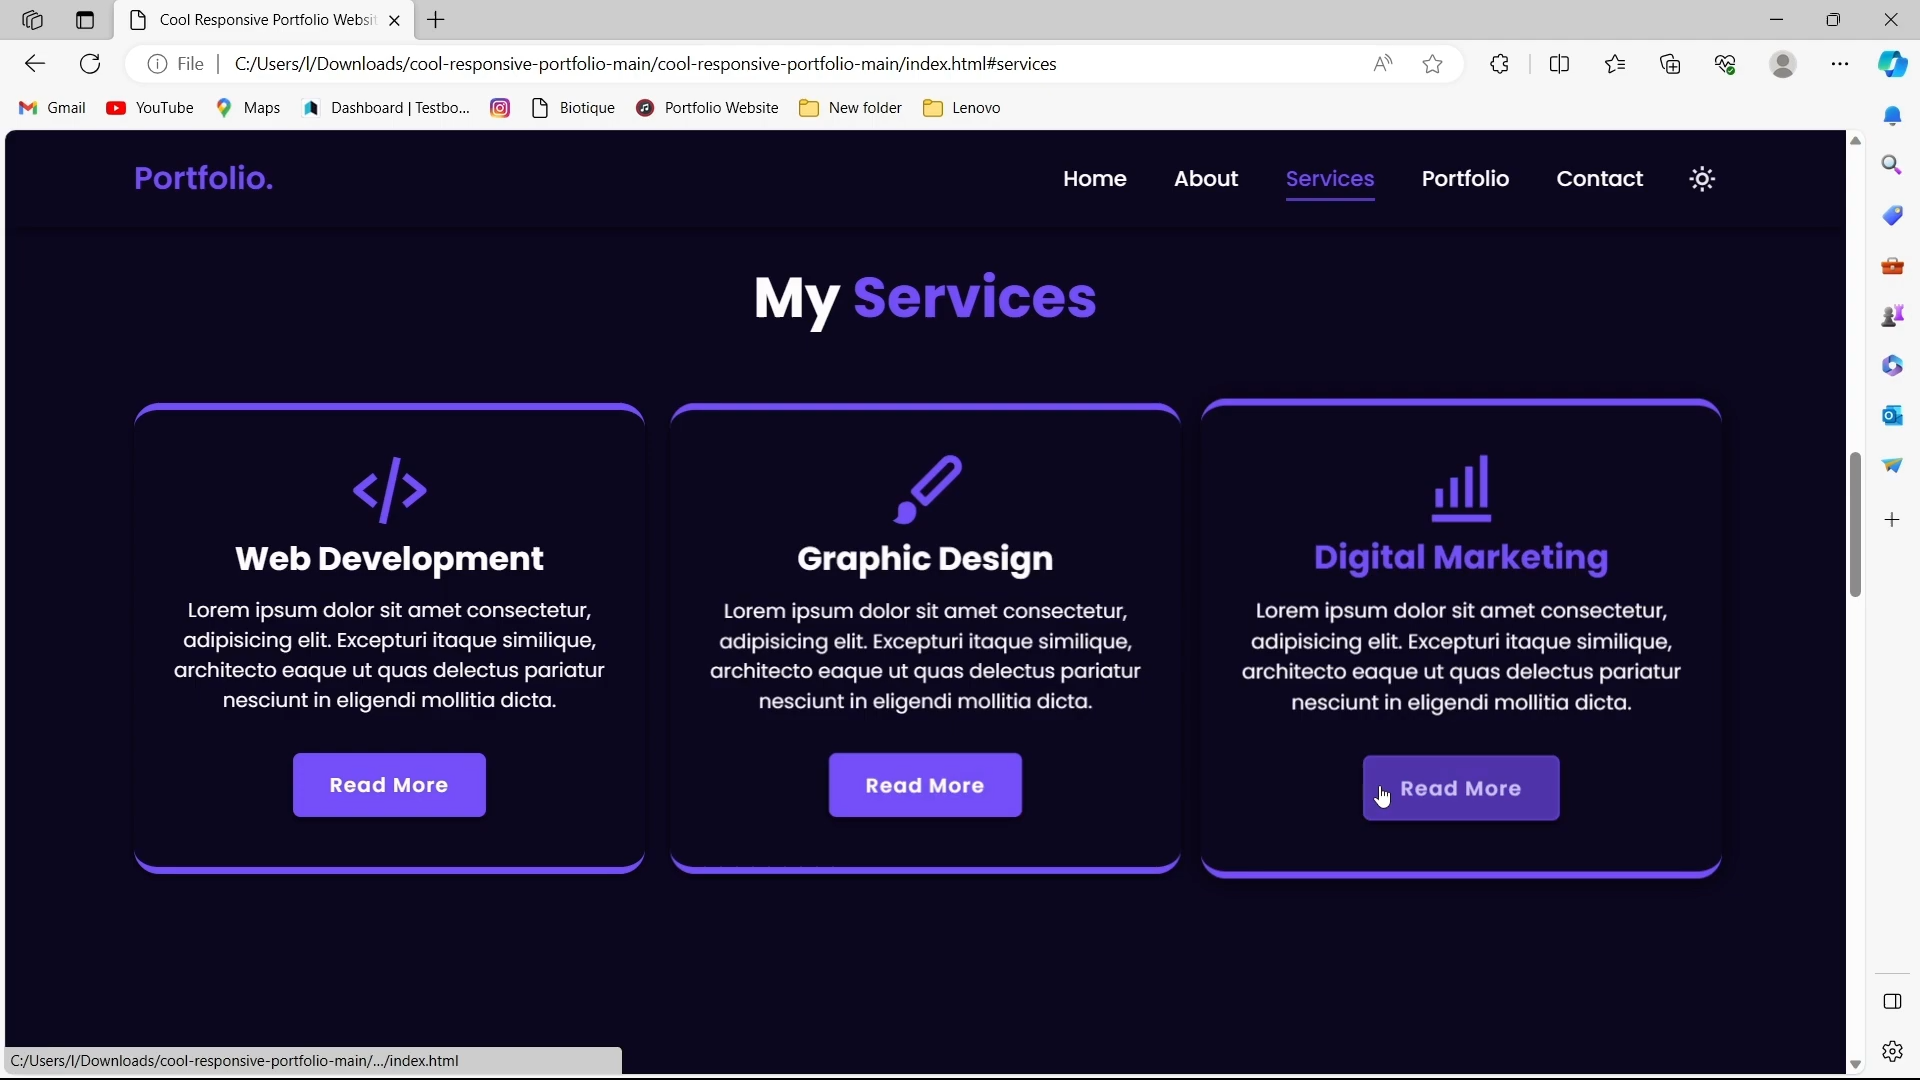 Cool Responsive Portfolio Websit
File
C:/Users/I/Downloads/cool-responsive-portfolio-main/cool-responsive-portfolio-main/index.html#services
Gmail YouTube Maps Dashboard | Testbo... Biotique Portfolio Website New folder Lenovo
Portfolio.
Home About Services Portfolio Contact
My Services
Web Development
Lorem ipsum dolor sit amet consectetur,
adipisicing elit. Excepturi itaque similique,
architecto eaque ut quas delectus pariatur
nesciunt in eligendi mollitia dicta.
Read More
Graphic Design
Lorem ipsum dolor sit amet consectetur,
adipisicing elit. Excepturi itaque similique,
architecto eaque ut quas delectus pariatur
nesciunt in eligendi mollitia dicta.
Read More
Digital Marketing
Lorem ipsum dolor sit amet consectetur,
adipisicing elit. Excepturi itaque similique,
architecto eaque ut quas delectus pariatur
nesciunt in eligendi mollitia dicta.
Read More
C:/Users/I/Downloads/cool-responsive-portfolio-main/.../index.html